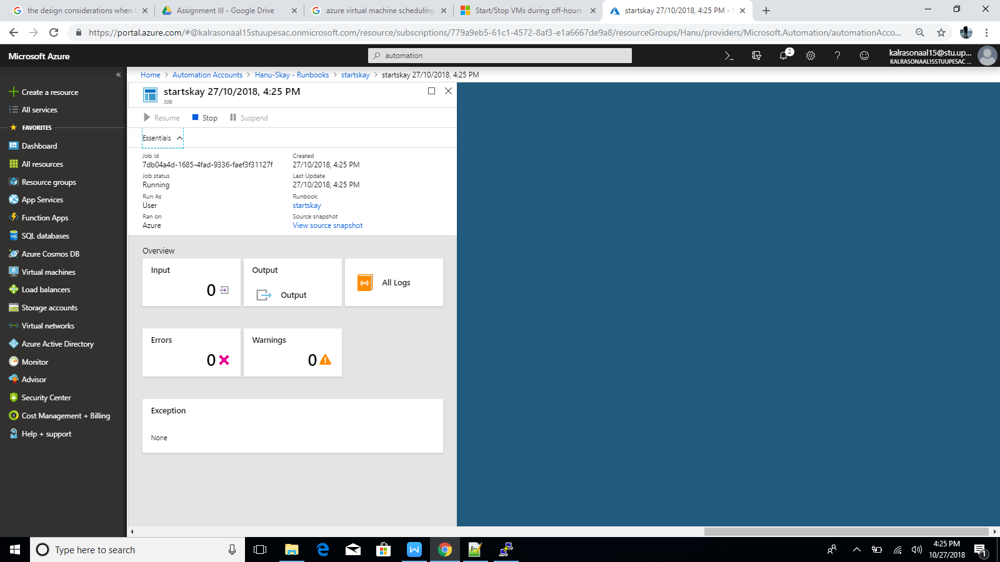 the design considerations when
Assignment III - Google Drive
azure virtual machine scheduling
Start/Stop VMs during off-hours
startskay 27/10/2018, 4:25 PM -
https://portal.azure.com/#@kalrasonaal15stuupesac.onmicrosoft.com/resource/subscriptions/779a9eb5-61c1-4572-8af3-e1a6667de9a8/resourceGroups/Hanu/providers/Microsoft.Automation/automationAcco...
Microsoft Azure
automation
2
kalrasonaal15@stu.up...
KALRASONAAL15STUUPESAC ...
Home > Automation Accounts > Hanu-Skay - Runbooks > startskay > startskay 27/10/2018, 4:25 PM
Create a resource
All services
FAVORITES
Dashboard
All resources
Resource groups
App Services
Function Apps
SQL databases
Azure Cosmos DB
Virtual machines
Load balancers
Storage accounts
Virtual networks
Azure Active Directory
Monitor
Advisor
Security Center
Cost Management + Billing
Help + support
startskay 27/10/2018, 4:25 PM
Job
Resume Stop Suspend
Essentials
Job Id
7db04a4d-1685-4fad-9336-faef3f31127f
Job status
Running
Run As
User
Ran on
Azure
Created
27/10/2018, 4:25 PM
Last Update
27/10/2018, 4:25 PM
Runbook
startskay
Source snapshot
View source snapshot
Overview
Input
0
Output
Output
All Logs
Errors
0
Warnings
0
Exception
None
Type here to search
4:25 PM
10/27/2018
1